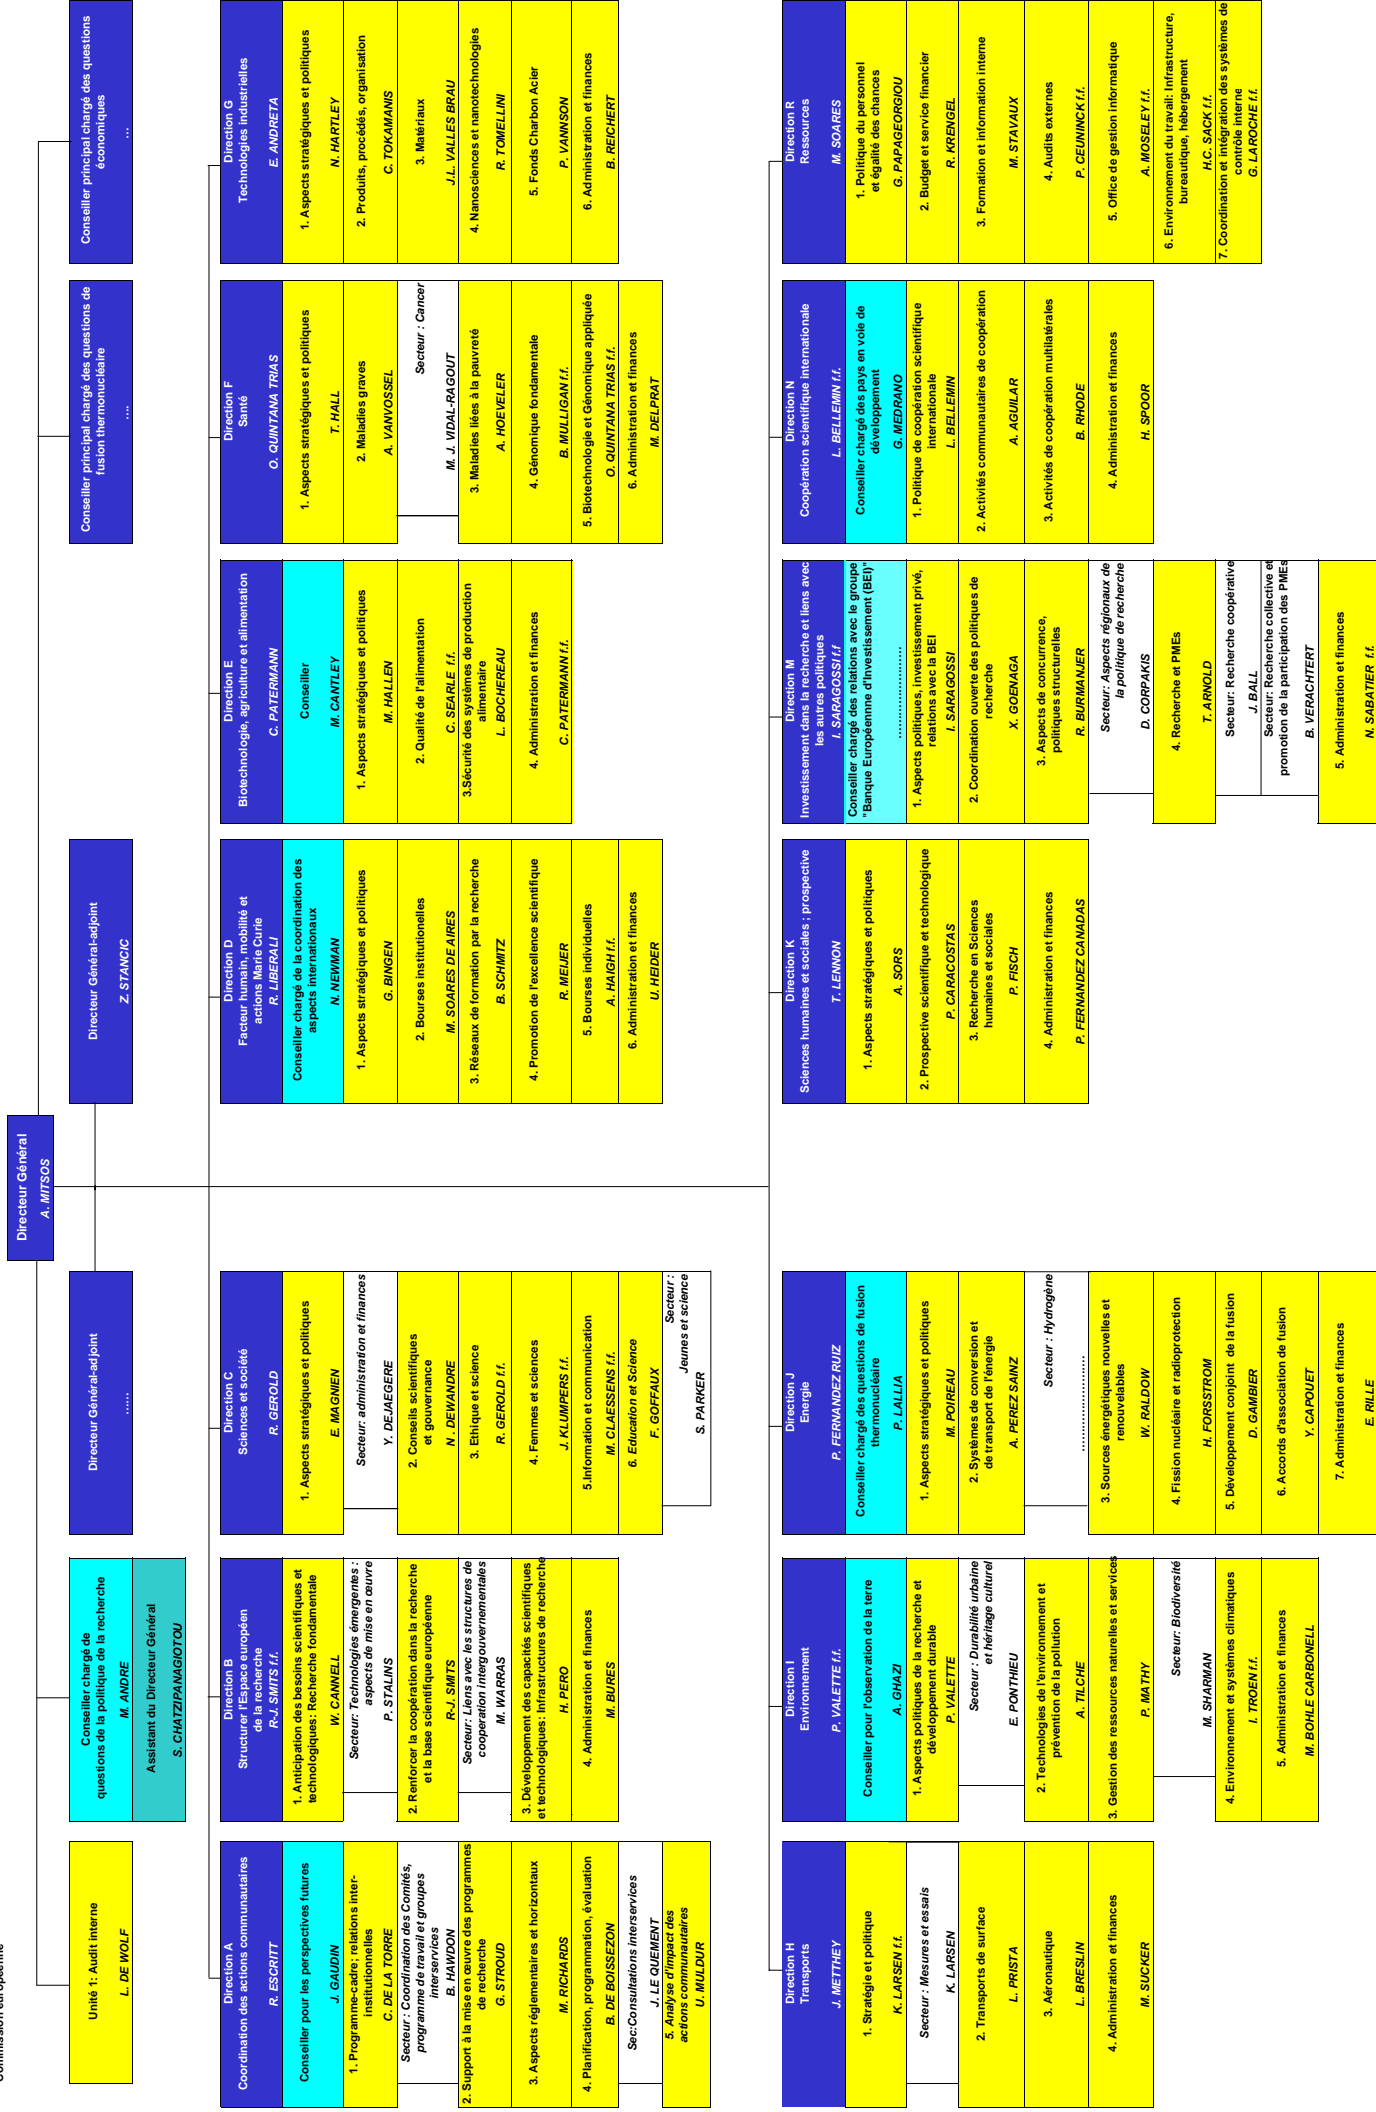 Commission européenne
Directeur Général
A. MITSOS
Unité 1: Audit interne
L. DE WOLF
Conseiller chargé de
questions de la politique de la recherche
M. ANDRE
Assistant du Directeur Général
S. CHATZIPANAGIOTOU
Directeur Général-adjoint
......
Directeur Général-adjoint
Z. STANCIC
Conseiller principal chargé des questions de
fusion thermonucléaire
....
Conseiller principal chargé des questions
économiques
...
Direction A
Coordination des actions communautaires
R. ESCRITT
Conseiller pour les perspectives futures
J. GAUDIN
1. Programme-cadre; relations inter-
institutionnelles
C. DE LA TORRE
Secteur : Coordination des Comités,
programme de travail et groupes
interservices
B. HAWDON
2. Support à la mise en œuvre des programmes
de recherche
G. STROUD
3. Aspects réglementaires et horizontaux
M. RICHARDS
4. Planification, programmation, évaluation
B. DE BOISSEZON
Sec:Consultations interservices
J. LE QUEMENT
5. Analyse d'impact des
actions communautaires
U. MULDUR
Direction B
Structurer l'Espace européen
de la recherche
R-J. SMITS f.f.
1. Anticipation des besoins scientifiques et
technologiques: Recherche fondamentale
W. CANNELL
Secteur: Technologies émergentes :
aspects de mise en œuvre
P. STALINS
2. Renforcer la coopération dans la recherche
et la base scientifique européenne
R-J. SMITS
Secteur: Liens avec les structures de
cooperation intergouvernementales
M. WARRAS
3. Développement des capacités scientifiques
et technologiques: Infrastructures de recherche
H. PERO
4. Administration et finances
M. BURES
Direction C
Sciences et société
R. GEROLD
1. Aspects stratégiques et politiques
E. MAGNIEN
Secteur: administration et finances
Y. DEJAEGERE
2. Conseils scientifiques
et gouvernance
N . DEWANDRE
3. Ethique et science
R. GEROLD f.f.
4. Femmes et sciences
J. KLUMPERS f.f.
5.Information et communication
M. CLAESSENS f.f.
6. Education et Science
F. GOFFAUX
Secteur :
Jeunes et science
S. PARKER
Direction D
Facteur humain, mobilité et
actions Marie Curie
R. LIBERALI
Conseiller chargé de la coordination des
aspects internationaux
N. NEWMAN
1. Aspects stratégiques et politiques
G. BINGEN
2. Bourses institutionelles
M. SOARES DE AIRES
3. Réseaux de formation par la recherche
B. SCHMITZ
4. Promotion de l'excellence scientifique
R. MEIJER
5. Bourses individuelles
A. HAIGH f.f.
6. Administration et finances
U. HEIDER
Direction E
Biotechnologie, agriculture et alimentation
C. PATERMANN
Conseiller
M. CANTLEY
1. Aspects stratégiques et politiques
M. HALLEN
2. Qualité de l'alimentation
C. SEARLE f.f.
3.Sécurité des systèmes de production
alimentaire
L. BOCHEREAU
4. Administration et finances
C. PATERMANN f.f.
Direction F
Santé
O. QUINTANA TRIAS
1. Aspects stratégiques et politiques
T. HALL
2. Maladies graves
A. VANVOSSEL
Secteur : Cancer
M. J. VIDAL-RAGOUT
3. Maladies liées à la pauvreté
A. HOEVELER
4. Génomique fondamentale
B. MULLIGAN f.f.
5. Biotechnologie et Génomique appliquée
O. QUINTANA TRIAS f.f.
6. Administration et finances
M. DELPRAT
Direction G
Technologies industrielles
E. ANDRETA
1. Aspects stratégiques et politiques
N. HARTLEY
2. Produits, procédés, organisation
C. TOKAMANIS
3. Matériaux
J.L. VALLES BRAU
4. Nanosciences et nanotechnologies
R. TOMELLINI
5. Fonds Charbon Acier
P. VANNSON
6. Administration et finances
B. REICHERT
Direction H
Transports
J. METTHEY
1. Stratégie et politique
K. LARSEN f.f.
Secteur : Mesures et essais
K. LARSEN
2. Transports de surface
L. PRISTA
3. Aéronautique
L. BRESLIN
4. Administration et finances
M. SUCKER
Direction I
Environnement
P. VALETTE f.f.
Conseiller pour l'observation de la terre
A. GHAZI
1. Aspects politiques de la recherche et
développement durable
P. VALETTE
Secteur : Durabilité urbaine
et héritage culturel
E. PONTHIEU
2. Technologies de l'environnement et
prévention de la pollution
A. TILCHE
3. Gestion des ressources naturelles et services
P. MATHY
Secteur: Biodiversité
M. SHARMAN
4. Environnement et systèmes climatiques
I. TROEN f.f.
5. Administration et finances
M. BOHLE CARBONELL
Direction J
Energie
P. FERNANDEZ RUIZ
Conseiller chargé des questions de fusion
thermonucléaire
P. LALLIA
1. Aspects stratégiques et politiques
M. POIREAU
2. Systèmes de conversion et
de transport de l'énergie
A. PEREZ SAINZ
Secteur : Hydrogène
........................
3. Sources énergétiques nouvelles et
renouvelables
W. RALDOW
4. Fission nucléaire et radioprotection
H. FORSSTROM
5. Développement conjoint de la fusion
D. GAMBIER
6. Accords d'association de fusion
Y. CAPOUET
7. Administration et finances
E. RILLE
Direction K
Sciences humaines et sociales ; prospective
T. LENNON
1. Aspects stratégiques et politiques
A. SORS
2. Prospective scientifique et technologique
P. CARACOSTAS
3. Recherche en Sciences
humaines et sociales
P. FISCH
4. Administration et finances
P. FERNANDEZ CANADAS
Direction M
Investissement dans la recherche et liens avec
les autres politiques
I. SARAGOSSI f.f
Conseiller chargé des relations avec le groupe
"Banque Européennne d'Investissement (BEI)"
........................
1. Aspects politiques, investissement privé,
relations avec la BEI
I. SARAGOSSI
2. Coordination ouverte des politiques de
recherche
X. GOENAGA
3. Aspects de concurrence,
politiques structurelles
R. BURMANJER
Secteur: Aspects régionaux de
la politique de recherche
D. CORPAKIS
4. Recherche et PMEs
T. ARNOLD
Secteur: Recherche coopérative
J. BALL
Secteur: Recherche collective et
promotion de la participation des PMEs
B. VERACHTERT
5. Administration et finances
N. SABATIER f.f.
Direction N
Coopération scientifique internationale
L. BELLEMIN f.f.
Conseiller chargé des pays en voie de
développement
G. MEDRANO
1. Politique de coopération scientifique
internationale
L. BELLEMIN
2. Activités communautaires de coopération
A. AGUILAR
3. Activités de coopération multilatérales
B. RHODE
4. Administration et finances
H. SPOOR
Direction R
Ressources
M. SOARES
1. Politique du personnel
et égalité des chances
G. PAPAGEORGIOU
2. Budget et service financier
R. KRENGEL
3. Formation et information interne
M. STAVAUX
4. Audits externes
P. CEUNINCK f.f.
5. Office de gestion informatique
A. MOSELEY f.f.
6. Environnement du travail: Infrastructure,
bureautique, hébergement
H.C. SACK f.f.
7. Coordination et intégration des systèmes de
contrôle interne
G. LAROCHE f.f.